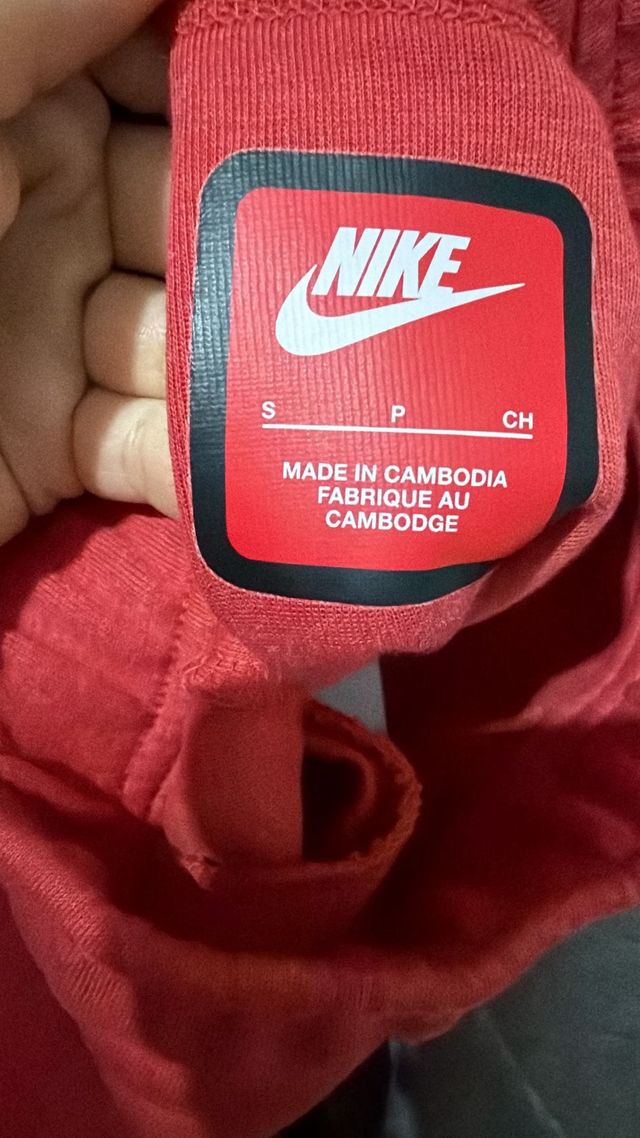 NIKE
S P CH
MADE IN CAMBODIA
FABRIQUE AU
CAMBODGE